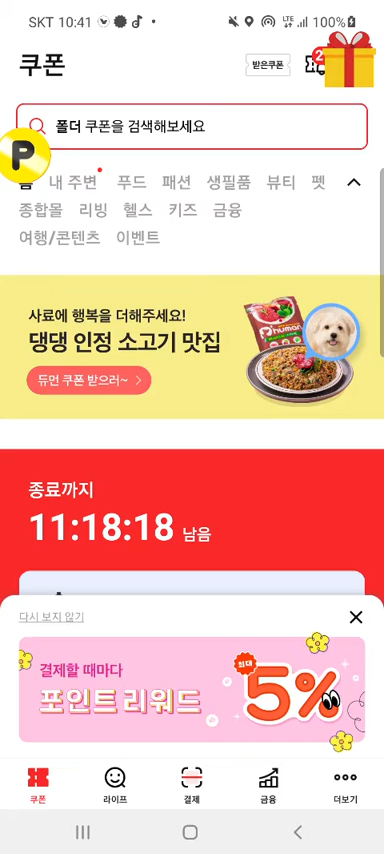 SKT 10:41
LTE
100%
쿠폰
받은쿠폰
2
폴더 쿠폰을 검색해보세요
P
홈 내 주변 푸드 패션 생필품 뷰티 펫
종합몰 리빙 헬스 키즈 금융
여행/콘텐츠 이벤트
사료에 행복을 더해주세요!
댕댕 인정 소고기 맛집
듀먼 쿠폰 받으러~ >
종료까지
11:18:18 남음
다시 보지 않기
결제할 때마다
포인트 리워드
최대
5%
쿠폰
라이프
결제
금융
더보기